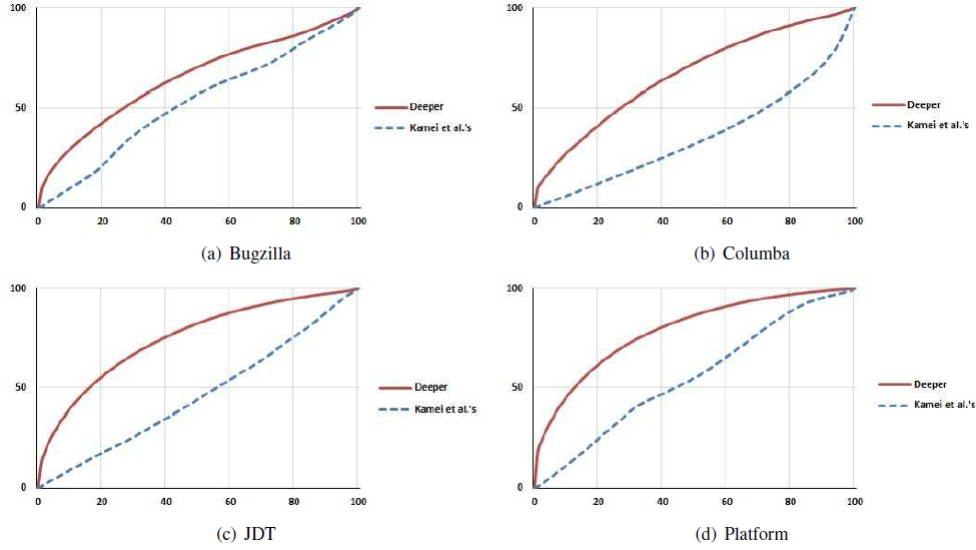 100
50
0
0 20 40 60 80 100
Deeper
Kamei et al.'s
(a) Bugzilla
100
50
0
0 20 40 60 80 100
Deeper
Kamei et al.'s
(b) Columba
100
50
0
0 20 40 60 80 100
Deeper
Kamei et al.'s
(c) JDT
100
50
0
0 20 40 60 80 100
Deeper
Kamei et al.'s
(d) Platform